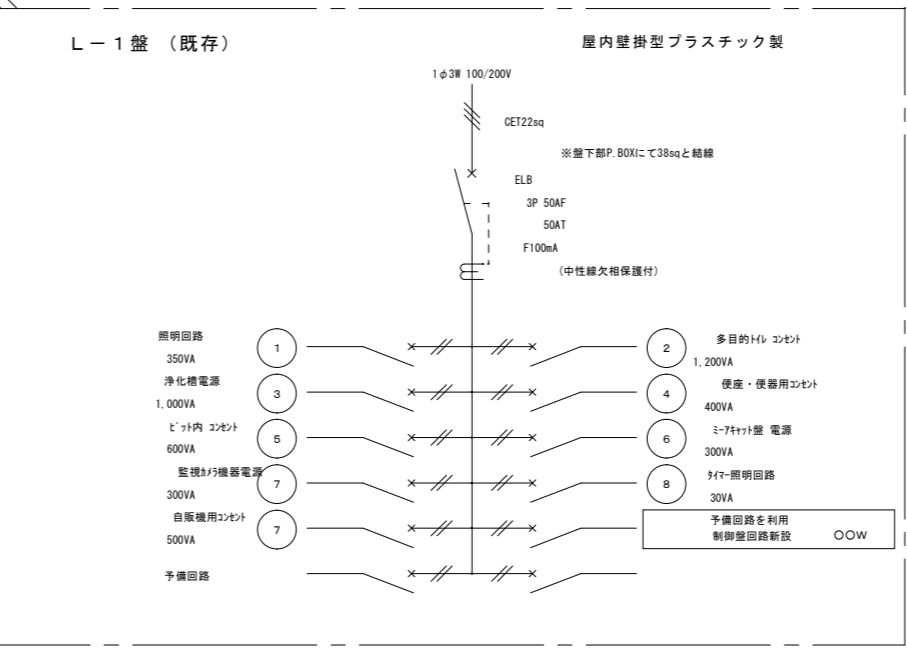 L－1盤 （既存）
屋内壁掛型プラスチック製
1φ3W 100/200V
CET22sq
※盤下部P.BOXにて38sqと結線
ELB
3P 50AF
50AT
F100mA
(中性線欠相保護付)
照明回路
350VA
1
2
多目的ﾄｲﾚ ｺﾝｾﾝﾄ
1,200VA
浄化槽電源
1,000VA
3
4
便座・便器用ｺﾝｾﾝﾄ
400VA
ﾋﾟｯﾄ内 ｺﾝｾﾝﾄ
600VA
5
6
ﾐｰｱｷｬｯﾄ盤 電源
300VA
監視ｶﾒﾗ機器電源
300VA
7
8
ﾀｲﾏｰ照明回路
30VA
自販機用ｺﾝｾﾝﾄ
500VA
7
予備回路を利用
制御盤回路新設 〇〇W
予備回路